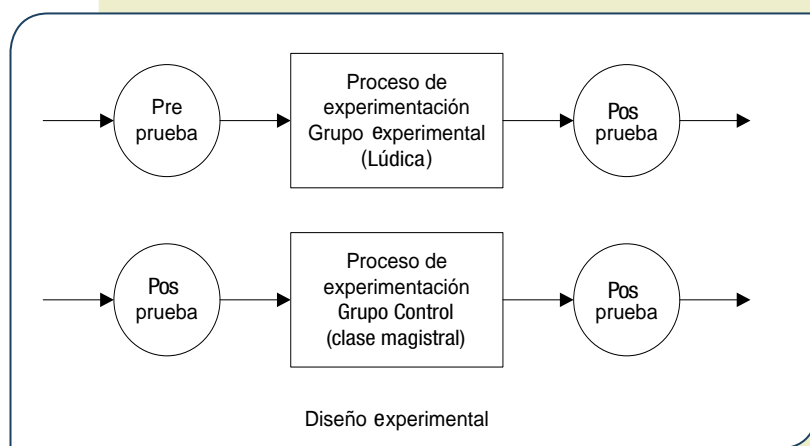 Pre
prueba
Proceso de
experimentación
Grupo experimental
(Lúdica)
Pos
prueba
Pos
prueba
Proceso de
experimentación
Grupo Control
(clase magistral)
Pos
prueba
Diseño experimental